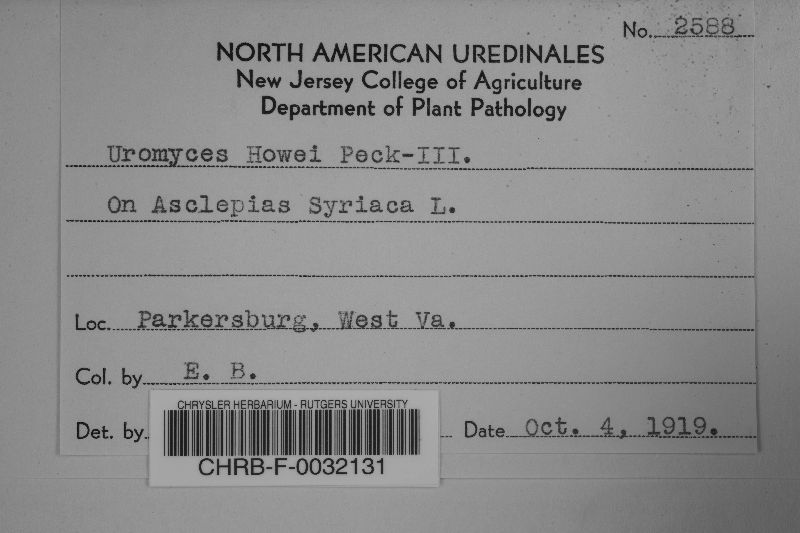 No. 2588
NORTH AMERICAN UREDINALES
New Jersey College of Agriculture
Department of Plant Pathology
Uromyces Howei Peck-III.
On Asclepias Syriaca L.
Loc. Parkersburg, West Va.
Col. by E. B.
Det. by
Date Oct. 4, 1919.
CHRYSLER HERBARIUM - RUTGERS UNIVERSITY
CHRB-F-0032131